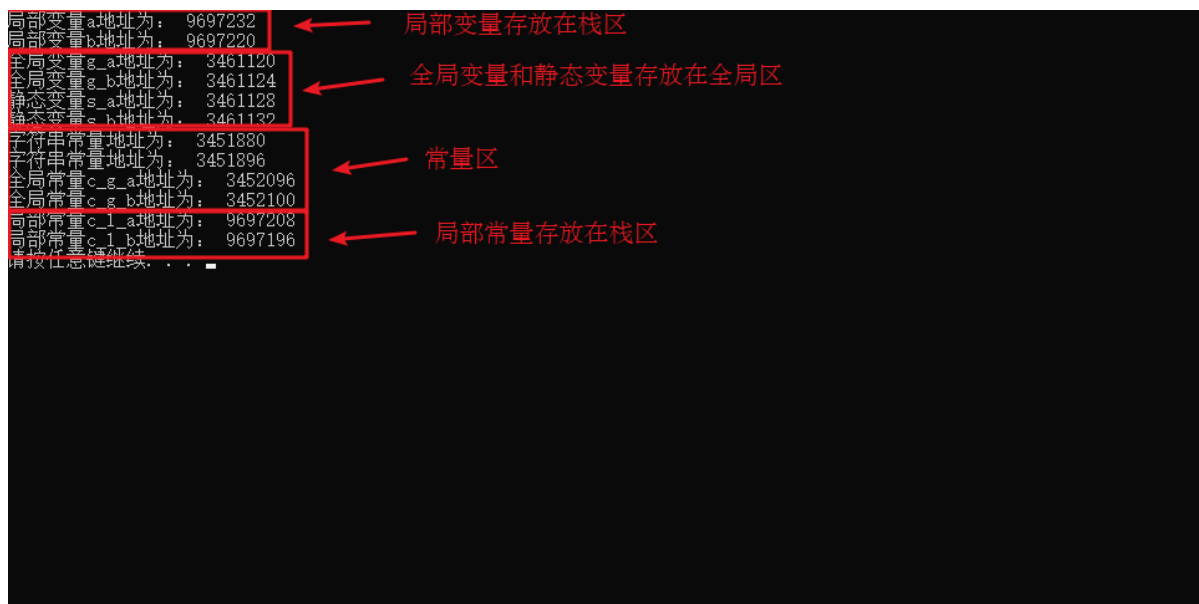 局部变量a地址为: 9697232
局部变量存放在栈区
局部变量b地址为: 9697220
全局变量g_a地址为: 3461120
全局变量g_b地址为: 3461124
全局变量和静态变量存放在全局区
静态变量s_a地址为: 3461128
静态变量s_b地址为: 3461132
字符串常量地址为: 3451880
字符串常量地址为: 3451896
常量区
全局常量c_g_a地址为: 3452096
全局常量c_g_b地址为: 3452100
局部常量c_l_a地址为: 9697208
局部常量c_l_b地址为: 9697196
局部常量存放在栈区
请按任意键继续. . .